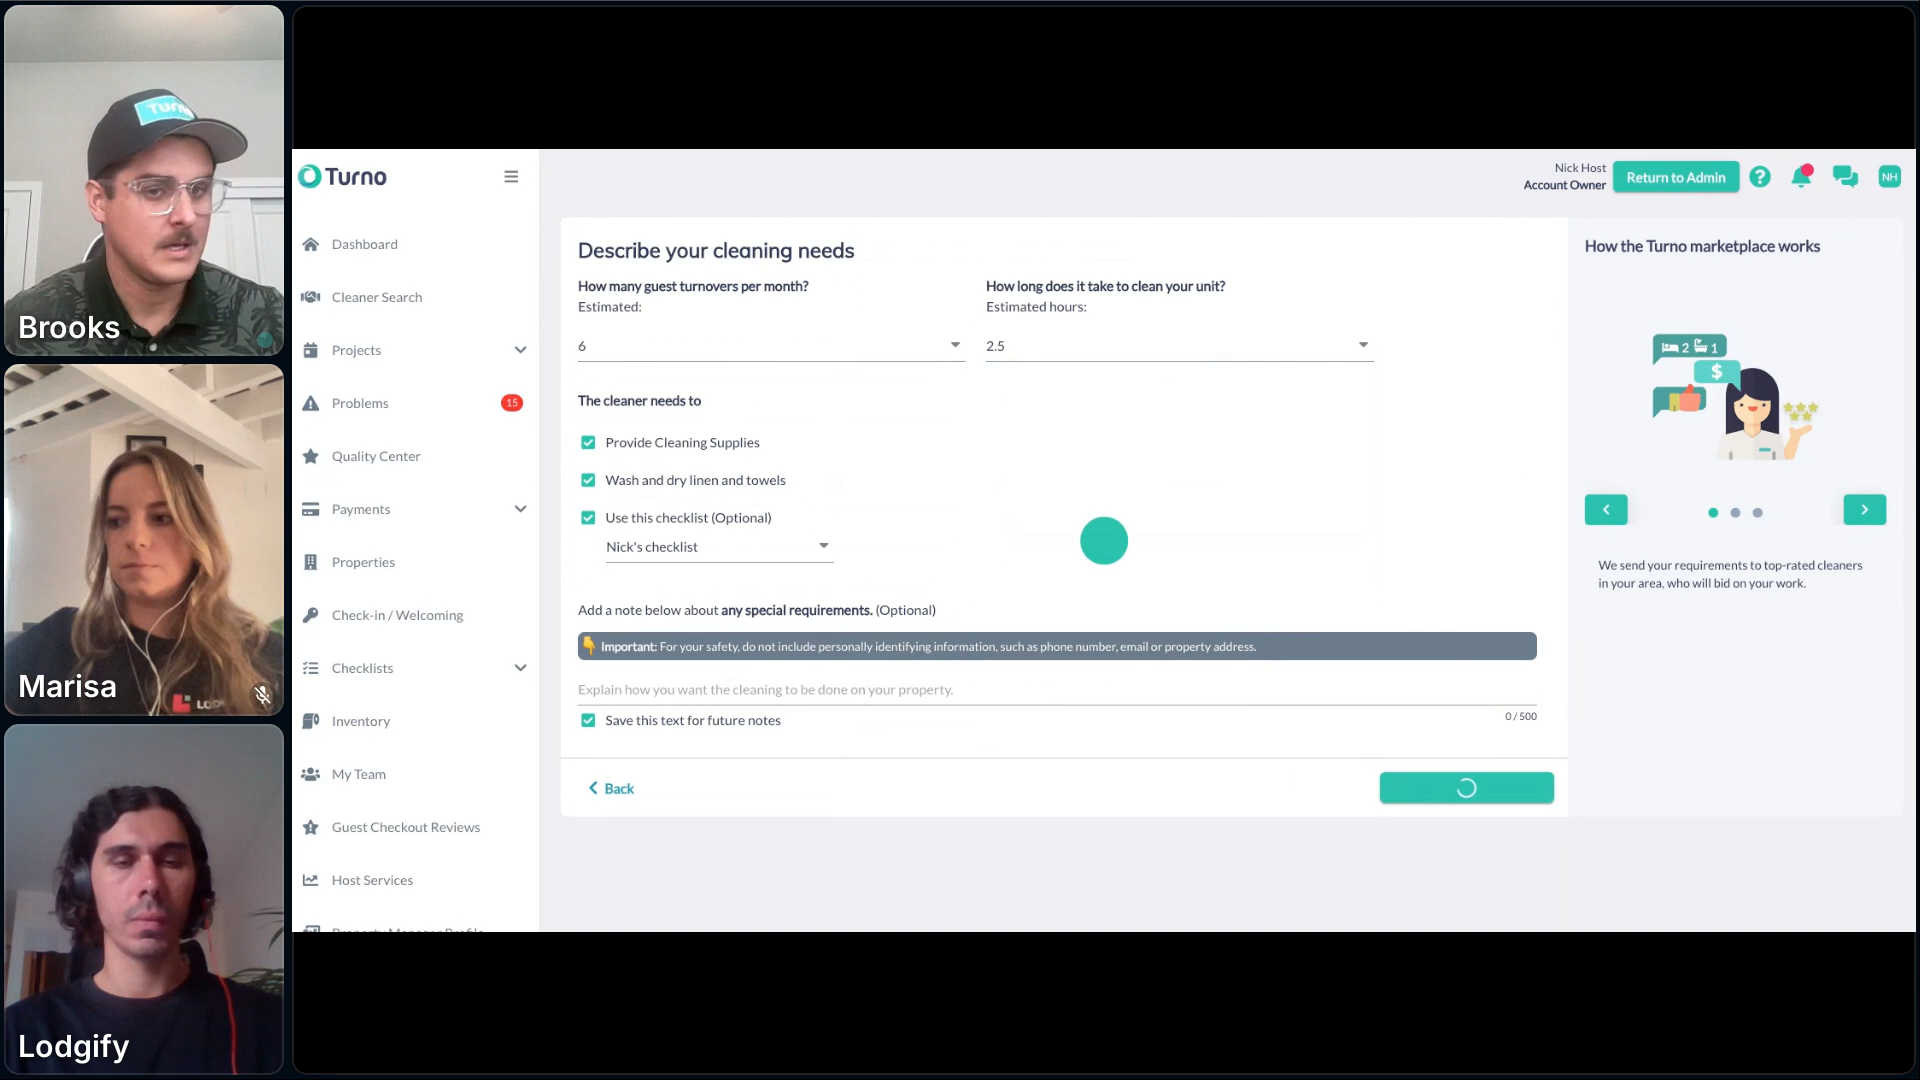 Turno
Brooks
Marisa
Lodgify
Turno
Dashboard
Cleaner Search
Projects
Problems
15
Quality Center
Payments
Properties
Check-in / Welcoming
Checklists
Inventory
My Team
Guest Checkout Reviews
Host Services
Nick Host
Account Owner
Return to Admin
?
NH
Describe your cleaning needs
How many guest turnovers per month?
Estimated:
6
How long does it take to clean your unit?
Estimated hours:
2.5
The cleaner needs to
Provide Cleaning Supplies
Wash and dry linen and towels
Use this checklist (Optional)
Nick's checklist
Add a note below about any special requirements. (Optional)
Important: For your safety, do not include personally identifying information, such as phone number, email or property address.
Explain how you want the cleaning to be done on your property.
0 / 500
Save this text for future notes
Back
How the Turno marketplace works
2 1
$
We send your requirements to top-rated cleaners
in your area, who will bid on your work.